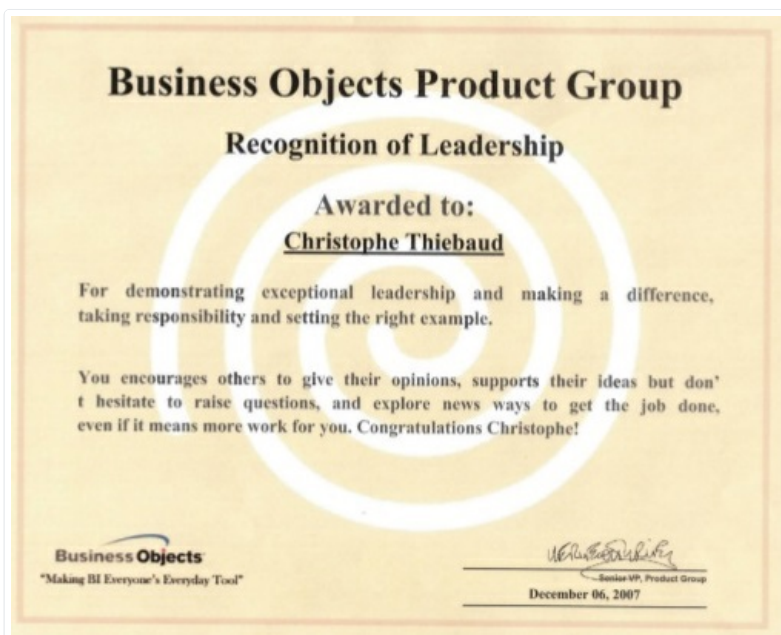 Business Objects Product Group
Recognition of Leadership
Awarded to:
Christophe Thiebaud
For demonstrating exceptional leadership and making a difference,
taking responsibility and setting the right example.
You encourages others to give their opinions, supports their ideas but don'
t hesitate to raise questions, and explore news ways to get the job done,
even if it means more work for you. Congratulations Christophe!
Business Objects
"Making BI Everyone's Everyday Tool"
Senior VP, Product Group
December 06, 2007